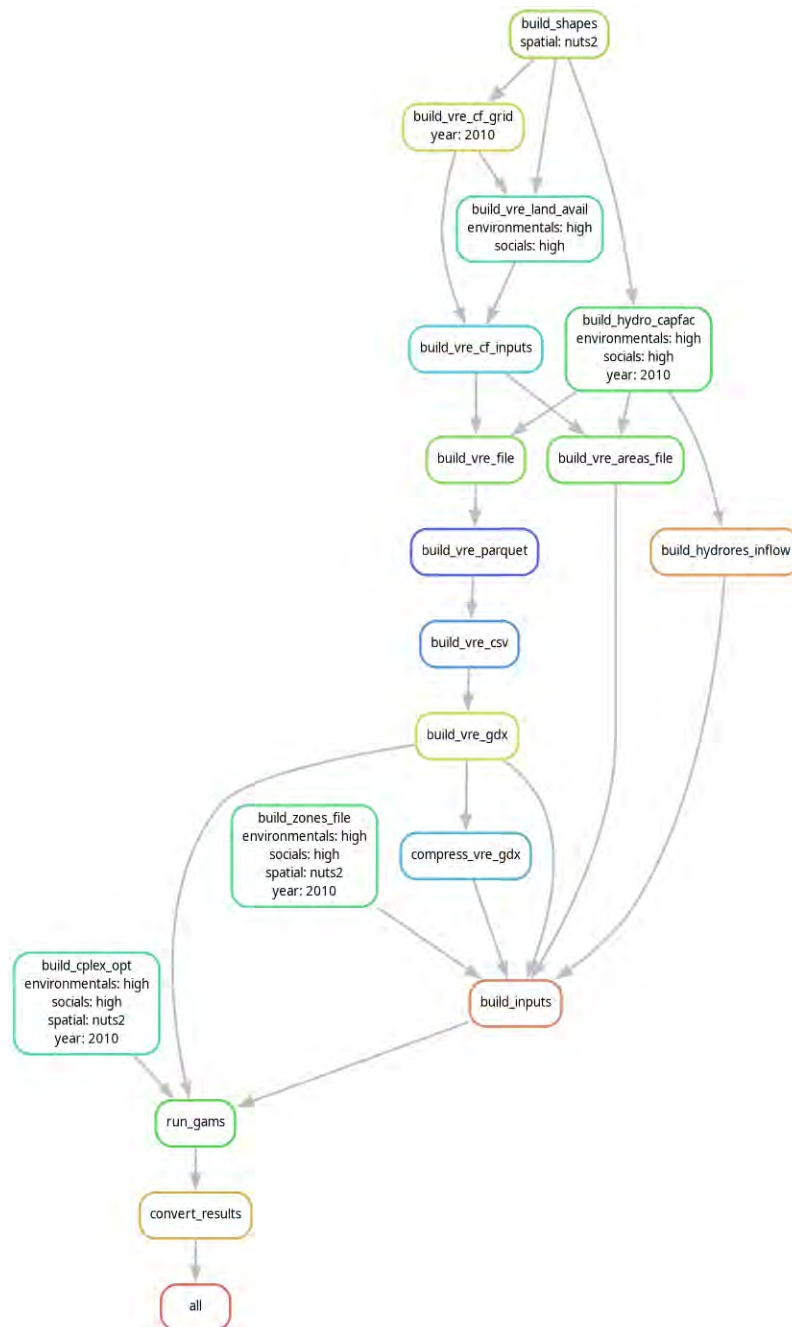 build_shapes
spatial: nuts2
build_vre_cf_grid
year: 2010
build_vre_land_avail
environmentals: high
socials: high
build_hydro_capfac
environmentals: high
socials: high
year: 2010
build_vre_cf_inputs
build_vre_file
build_vre_areas_file
build_vre_parquet
build_hydrores_inflow
build_vre_csv
build_vre_gdx
build_zones_file
environmentals: high
socials: high
spatial: nuts2
year: 2010
compress_vre_gdx
build_cplex_opt
environmentals: high
socials: high
spatial: nuts2
year: 2010
build_inputs
run_gams
convert_results
all